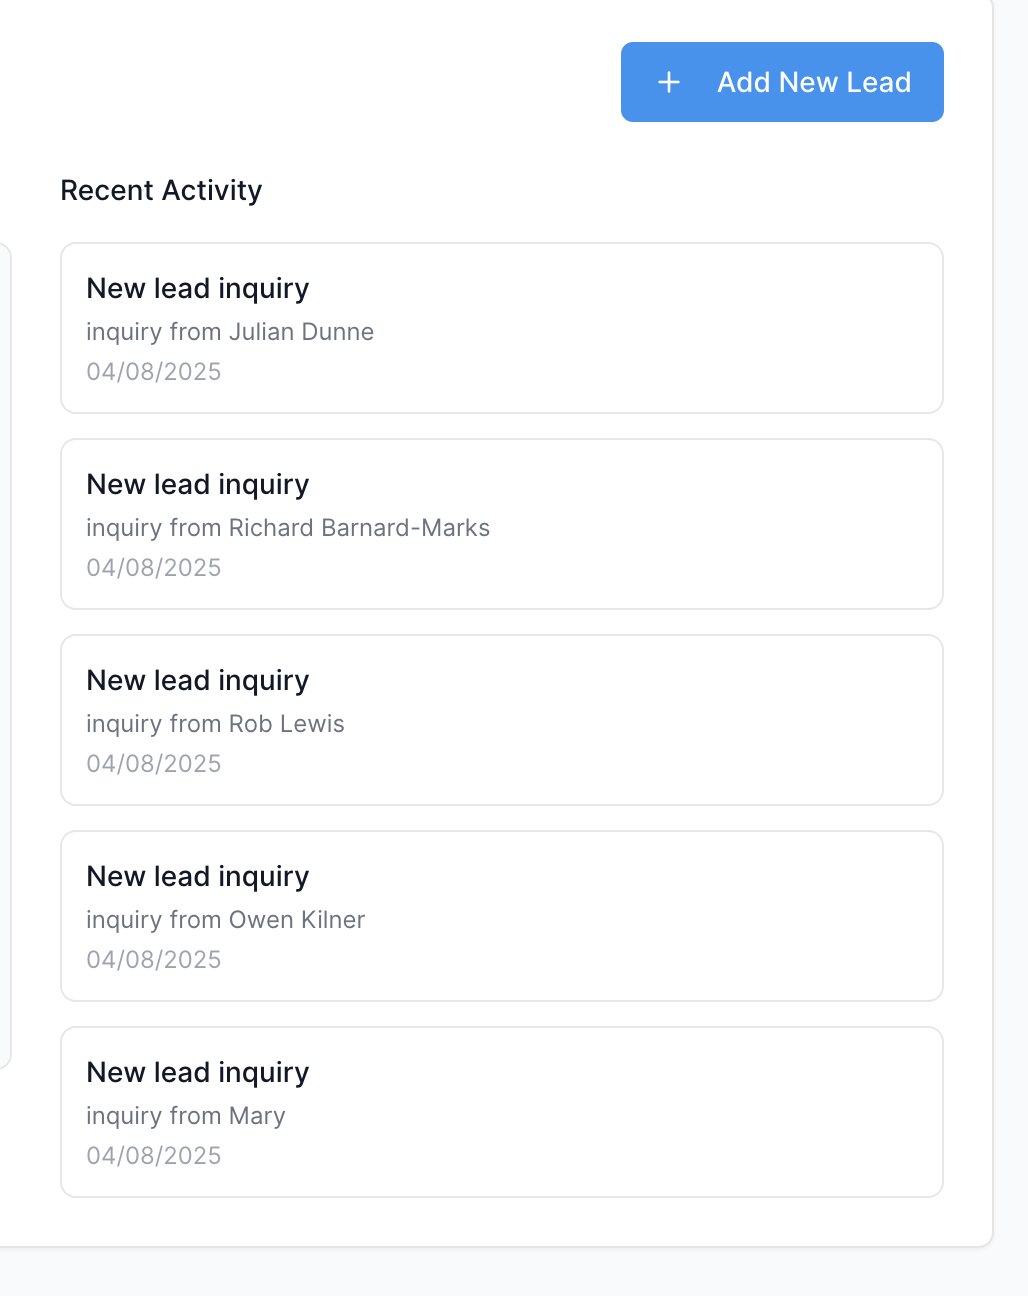 Add New Lead
Recent Activity
New lead inquiry
inquiry from Julian Dunne
04/08/2025
New lead inquiry
inquiry from Richard Barnard-Marks
04/08/2025
New lead inquiry
inquiry from Rob Lewis
04/08/2025
New lead inquiry
inquiry from Owen Kilner
04/08/2025
New lead inquiry
inquiry from Mary
04/08/2025